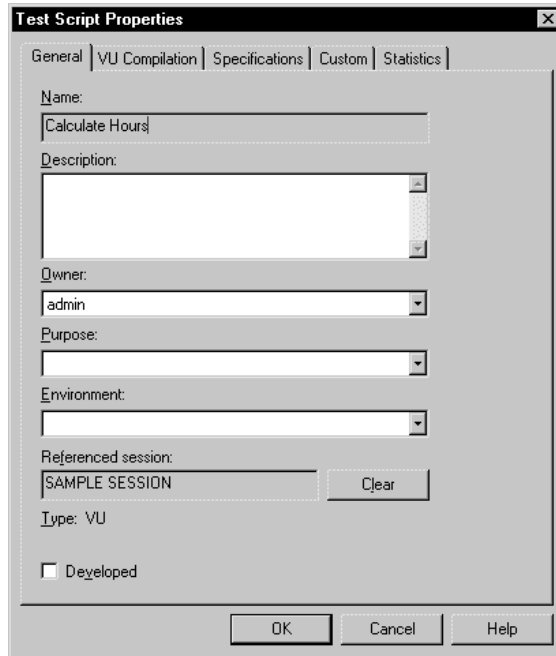 Test Script Properties
General VU Compilation Specifications Custom Statistics
Name:
Calculate Hours
Description:
Owner:
admin
Purpose:
Environment:
Referenced session:
SAMPLE SESSION Clear
Type: VU
Developed
OK Cancel Help